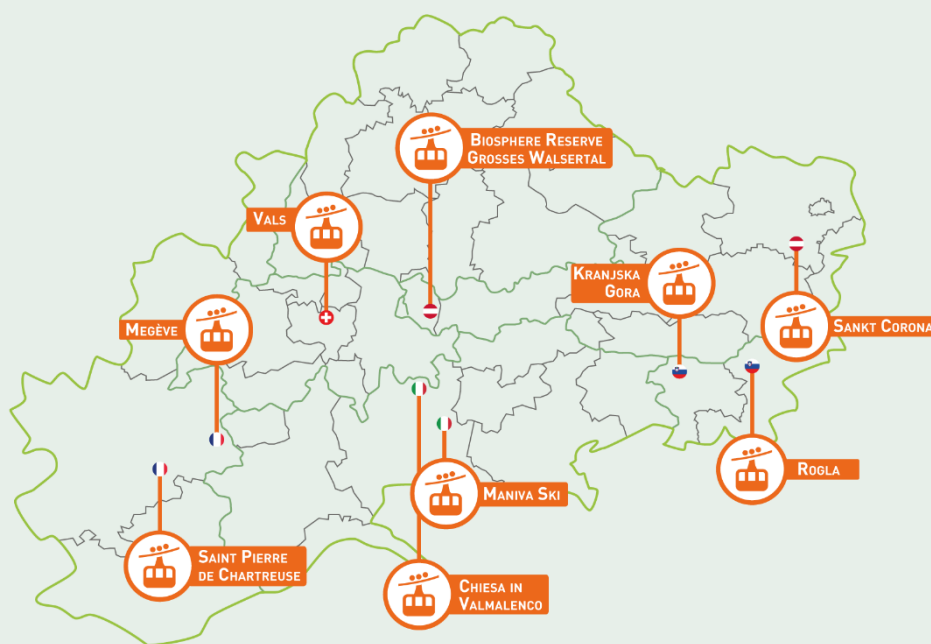 BIOSPHERE RESERVE
GROSSES WALSERTAL
VALS
KRANJSKA
GORA
MEGÈVE
SANKT CORONA
ROGLA
MANIVA SKI
SAINT PIERRE
DE CHARTREUSE
CHIESA IN
VALMALENCO